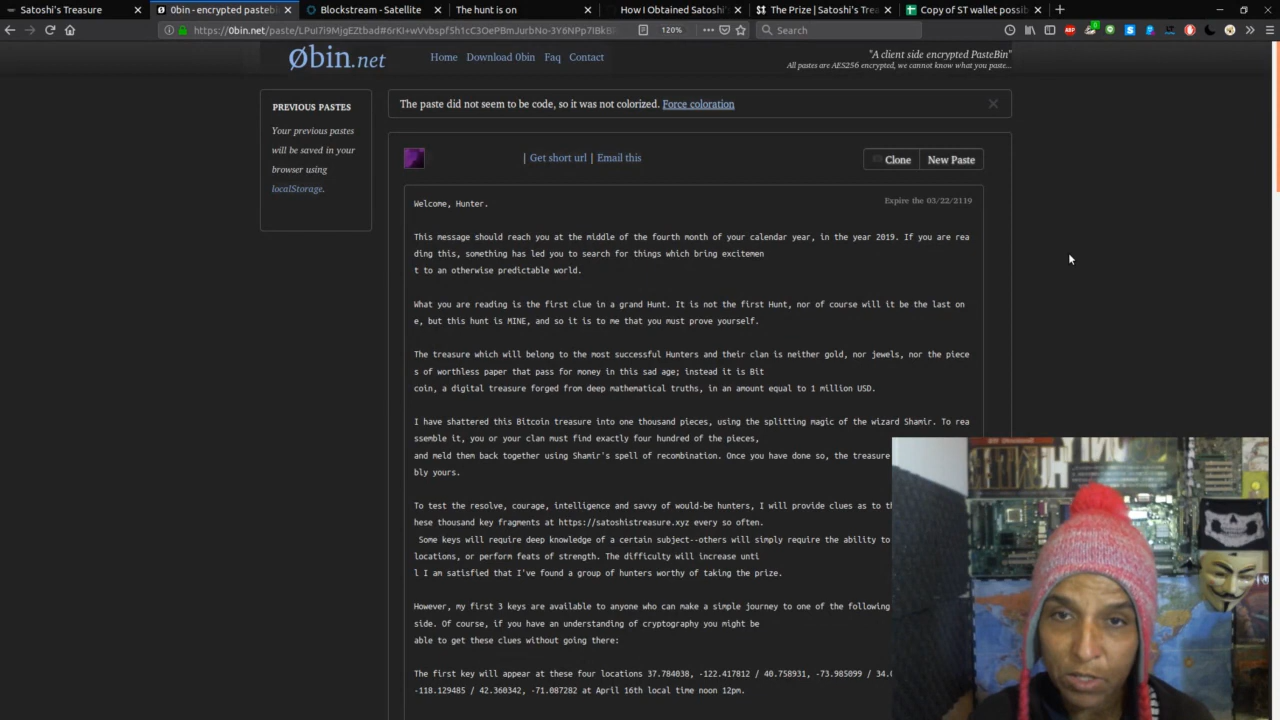 Satoshi's Treasure
0bin - encrypted pasteb
Blockstream - Satellite
The hunt is on
How I Obtained Satoshi'
The Prize | Satoshi's Trea
Copy of ST wallet possib
https://0bin.net/paste/
120%
Search
Øbin.net
Home
Download 0bin
Faq
Contact
"A client side encrypted PasteBin"
All pastes are AES256 encrypted, we cannot know what you paste...
PREVIOUS PASTES
Your previous pastes
will be saved in your
browser using
localStorage.
The paste did not seem to be code, so it was not colorized. Force coloration
| Get short url | Email this
Clone
New Paste
Expire the 03/22/2119
Welcome, Hunter.
This message should reach you at the middle of the fourth month of your calendar year, in the year 2019. If you are rea
ding this, something has led you to search for things which bring excitemen
t to an otherwise predictable world.
What you are reading is the first clue in a grand Hunt. It is not the first Hunt, nor of course will it be the last on
e, but this hunt is MINE, and so it is to me that you must prove yourself.
The treasure which will belong to the most successful Hunters and their clan is neither gold, nor jewels, nor the piece
s of worthless paper that pass for money in this sad age; instead it is Bit
coin, a digital treasure forged from deep mathematical truths, in an amount equal to 1 million USD.
I have shattered this Bitcoin treasure into one thousand pieces, using the splitting magic of the wizard Shamir. To rea
ssemble it, you or your clan must find exactly four hundred of the pieces,
and meld them back together using Shamir's spell of recombination. Once you have done so, the treasure
bly yours.
To test the resolve, courage, intelligence and savvy of would-be hunters, I will provide clues as to th
hese thousand key fragments at https://satoshistreasure.xyz every so often.
Some keys will require deep knowledge of a certain subject--others will simply require the ability to
locations, or perform feats of strength. The difficulty will increase unti
l I am satisfied that I've found a group of hunters worthy of taking the prize.
However, my first 3 keys are available to anyone who can make a simple journey to one of the following
side. Of course, if you have an understanding of cryptography you might be
able to get these clues without going there:
The first key will appear at these four locations 37.784038, -122.417812 / 40.758931, -73.985099 / 34.0
-118.129485 / 42.360342, -71.087282 at April 16th local time noon 12pm.